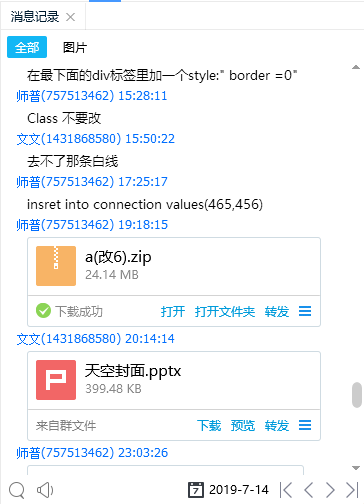 消息记录
全部 图片
在最下面的div标签里加一个style:" border =0"
师普(757513462) 15:28:11
Class 不要改
文文(1431868580) 15:50:22
去不了那条白线
师普(757513462) 17:25:17
insret into connection values(465,456)
师普(757513462) 19:18:15
a(改6).zip
24.14 MB
下载成功 打开 打开文件夹 转发
文文(1431868580) 20:14:14
天空封面.pptx
399.48 KB
来自群文件 下载 预览 转发
师普(757513462) 23:03:26
7 2019-7-14